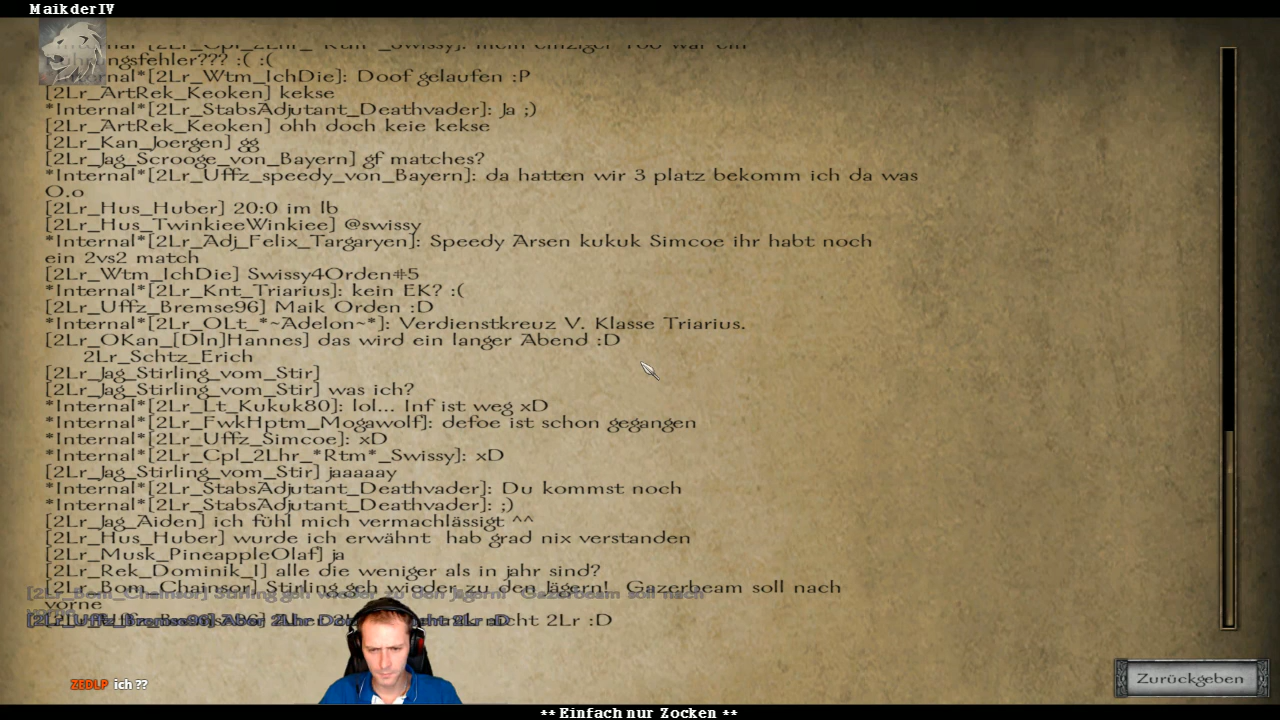 MaikderIV
ungsfehler??? :( :(
*[2Lr_Wtm_IchDie]: Doof gelaufen :P
[2Lr_ArtRek_Keoken] kekse
*Internal*[2Lr_StabsAdjutant_Deathvader]: Ja ;)
[2Lr_ArtRek_Keoken] ohh doch keie kekse
[2Lr_Kan_Joergen] gg
[2Lr_Jag_Scrooge_von_Bayern] gf matches?
*Internal*[2Lr_Uffz_speedy_von_Bayern]: da hatten wir 3 platz bekomm ich da was
O.o
[2Lr_Hus_Huber] 20:0 im lb
[2Lr_Hus_TwinkieeWinkiee] @swissy
*Internal*[2Lr_Adj_Felix_Targaryen]: Speedy Arsen kukuk Simcoe ihr habt noch
ein 2vs2 match
[2Lr_Wtm_IchDie] Swissy4Orden#5
*Internal*[2Lr_Knt_Triarius]: kein EK? :(
[2Lr_Uffz_Bremse96] Maik Orden :D
*Internal*[2Lr_OLt_*~Adelon~*]: Verdienstkreuz V. Klasse Triarius.
[2Lr_OKan_[Dln]Hannes] das wird ein langer Abend :D
2Lr_Schtz_Erich
[2Lr_Jag_Stirling_vom_Stir]
[2Lr_Jag_Stirling_vom_Stir] was ich?
*Internal*[2Lr_Lt_Kukuk80]: lol... Inf ist weg xD
*Internal*[2Lr_FwkHptm_Mogawolf]: defoe ist schon gegangen
*Internal*[2Lr_Uffz_Simcoe]: xD
*Internal*[2Lr_Cpl_2Lhr_*Rtm*_Swissy]: xD
[2Lr_Jag_Stirling_vom_Stir] jaaaaay
*Internal*[2Lr_StabsAdjutant_Deathvader]: Du kommst noch
*Internal*[2Lr_StabsAdjutant_Deathvader]: ;)
[2Lr_Jag_Aiden] ich fühl mich vermachlässigt ^^
[2Lr_Hus_Huber] wurde ich erwähnt hab grad nix verstanden
[2Lr_Musk_PineappleOlaf] ja
[2Lr_Rek_Dominik_I] alle die weniger als in jahr sind?
[2Lr_Bom_Chainsor] Stirling geh wieder zu den Jägern! Gazerbeam soll nach
vorne
nicht 2Lr :D
ZEDLP ich ??
Zurückgeben
** Einfach nur Zocken **